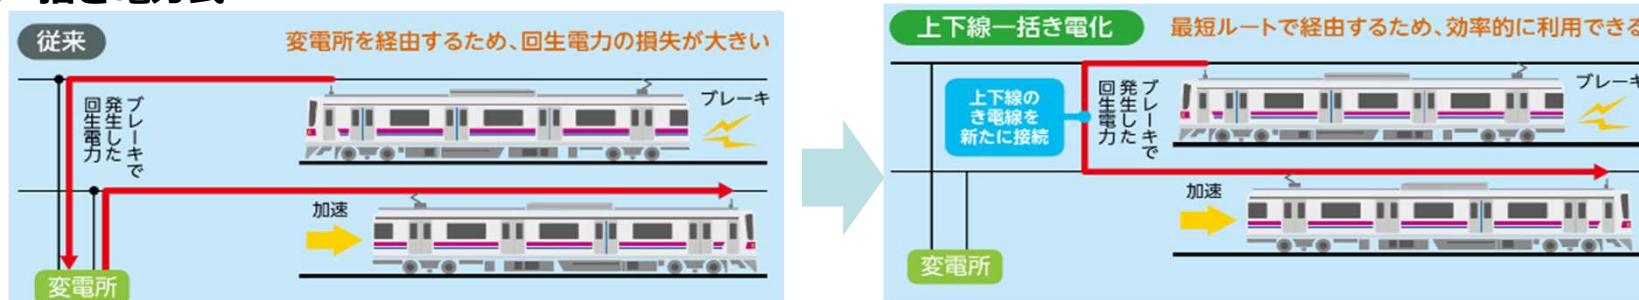 従来
変電所を経由するため、回生電力の損失が大きい
ブレーキで
発生した
回生電力
ブレーキ
加速
変電所
上下線一括き電化
最短ルートで経由するため、効率的に利用できる
上下線の
き電線を
新たに接続
ブレーキで
発生した
回生電力
ブレーキ
加速
変電所